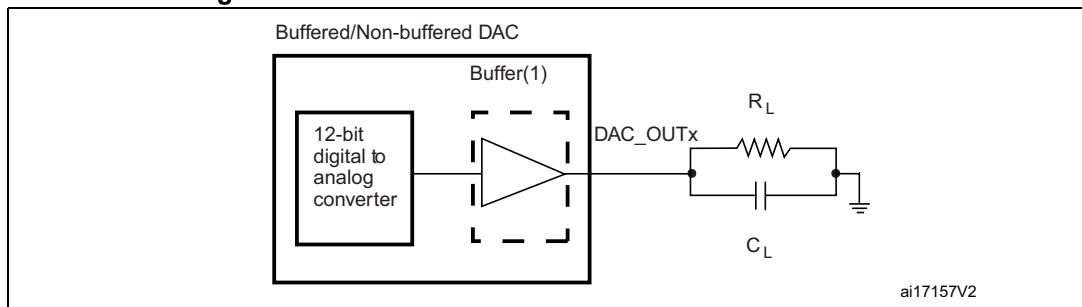 Buffered/Non-buffered DAC
Buffer(1)
12-bit
digital to
analog
converter
DAC_OUTx
R L
C L
ai17157V2